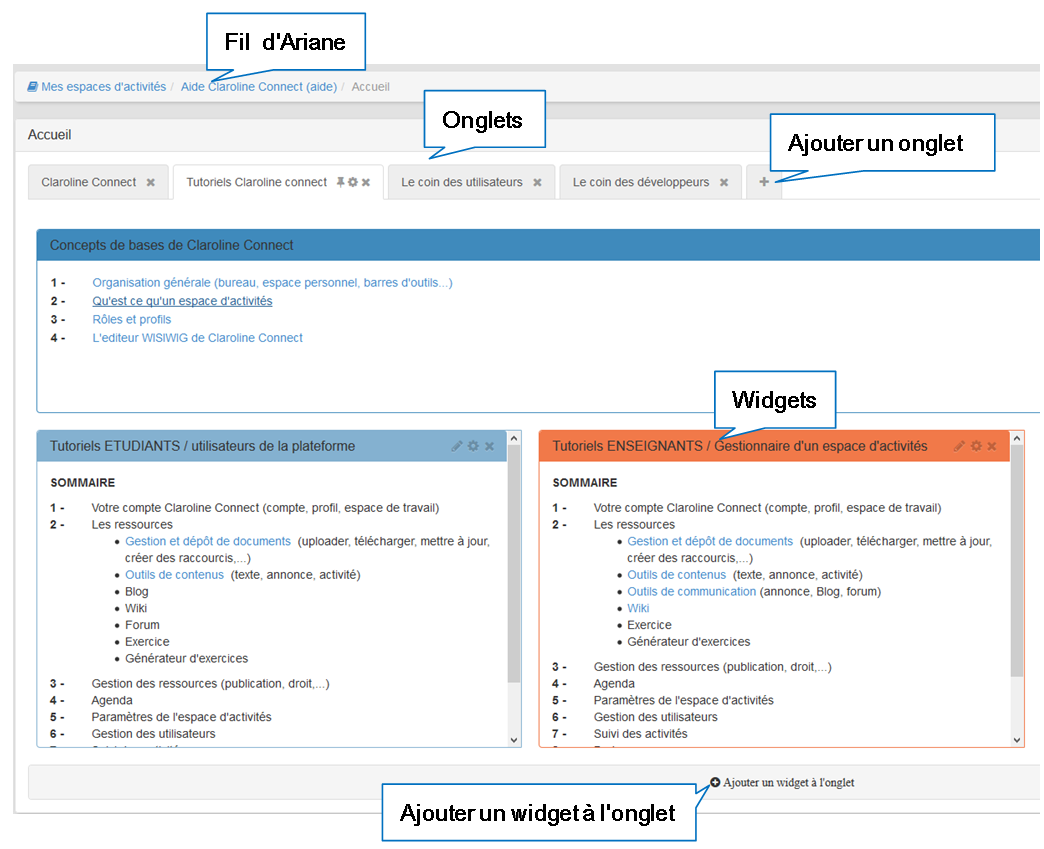 Fil d'Ariane
Mes espaces d'activités / Aide Claroline Connect (aide) / Accueil
Onglets
Ajouter un onglet
Accueil
Claroline Connect
Tutoriels Claroline connect
Le coin des utilisateurs
Le coin des développeurs
Concepts de bases de Claroline Connect
1 - Organisation générale (bureau, espace personnel, barres d'outils...)
2 - Qu'est ce qu'un espace d'activités
3 - Rôles et profils
4 - L'editeur WISIWIG de Claroline Connect
Widgets
Tutoriels ETUDIANTS / utilisateurs de la plateforme
SOMMAIRE
1 - Votre compte Claroline Connect (compte, profil, espace de travail)
2 - Les ressources
• Gestion et dépôt de documents (uploader, télécharger, mettre à jour,
créer des raccourcis,...)
• Outils de contenus (texte, annonce, activité)
• Blog
• Wiki
• Forum
• Exercice
• Générateur d'exercices
3 - Gestion des ressources (publication, droit,...)
4 - Agenda
5 - Paramètres de l'espace d'activités
6 - Gestion des utilisateurs
Tutoriels ENSEIGNANTS / Gestionnaire d'un espace d'activités
SOMMAIRE
1 - Votre compte Claroline Connect (compte, profil, espace de travail)
2 - Les ressources
• Gestion et dépôt de documents (uploader, télécharger, mettre à jour,
créer des raccourcis,...)
• Outils de contenus (texte, annonce, activité)
• Outils de communication (annonce, Blog, forum)
• Wiki
• Exercice
• Générateur d'exercices
3 - Gestion des ressources (publication, droit,...)
4 - Agenda
5 - Paramètres de l'espace d'activités
6 - Gestion des utilisateurs
7 - Suivi des activités
Ajouter un widget à l'onglet
Ajouter un widget à l'onglet